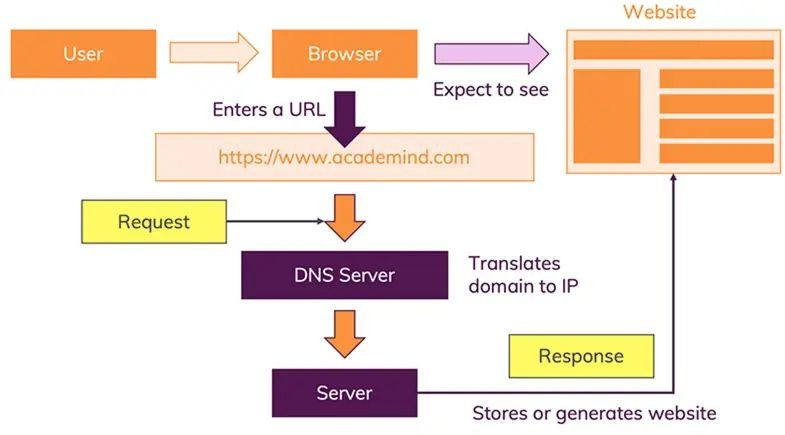 Website
User
Browser
Expect to see
Enters a URL
https://www.academind.com
Request
DNS Server
Translates
domain to IP
Response
Server
Stores or generates website